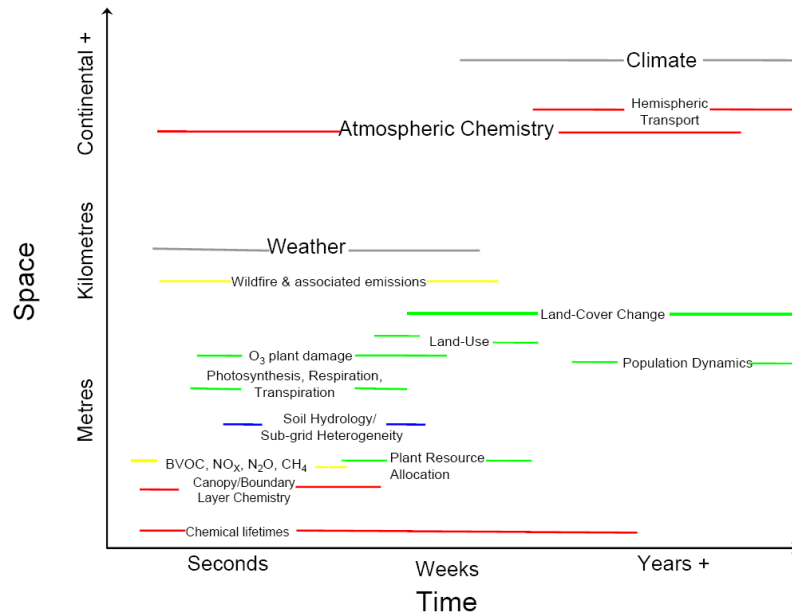 Continental +
Kilometres
Metres
Space
Climate
Hemispheric
Transport
Atmospheric Chemistry
Weather
Wildfire & associated emissions
Land-Cover Change
Land-Use
O₃ plant damage
Population Dynamics
Photosynthesis, Respiration,
Transpiration
Soil Hydrology/
Sub-grid Heterogeneity
BVOC, NOₓ, N₂O, CH₄
Plant Resource
Allocation
Canopy/Boundary
Layer Chemistry
Chemical lifetimes
Seconds
Weeks
Years +
Time